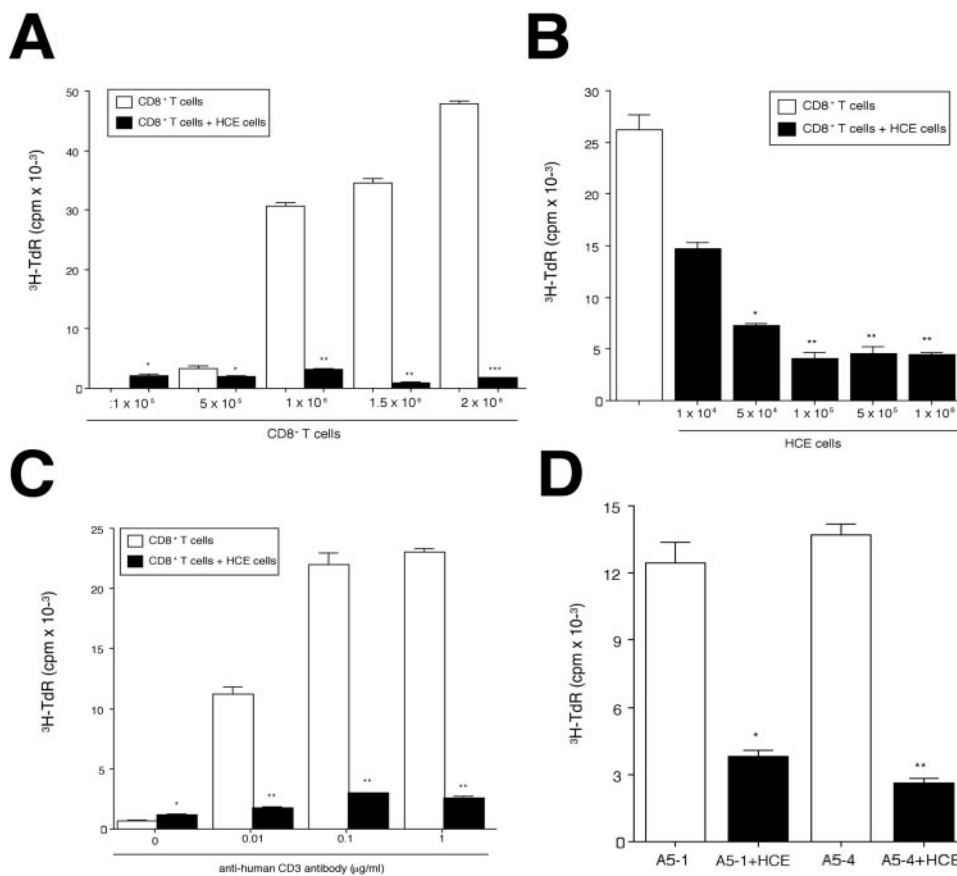 A
CD8⁺ T cells
CD8⁺ T cells + HCE cells
³H-TdR (cpm x 10⁻³)
50
40
30
20
10
0
*
*
**
**
***
:1 x 10⁵
5 x 10⁵
1 x 10⁶
1.5 x 10⁶
2 x 10⁶
CD8⁺ T cells
B
CD8⁺ T cells
CD8⁺ T cells + HCE cells
³H-TdR (cpm x 10⁻³)
30
25
20
15
10
5
0
*
**
**
**
1 x 10⁴
5 x 10⁴
1 x 10⁵
5 x 10⁵
1 x 10⁶
HCE cells
C
CD8⁺ T cells
CD8⁺ T cells + HCE cells
³H-TdR (cpm x 10⁻³)
25
20
15
10
5
0
*
**
**
**
0
0.01
0.1
1
anti-human CD3 antibody (µg/ml)
D
³H-TdR (cpm x 10⁻³)
15
12
9
6
3
0
*
**
A5-1
A5-1+HCE
A5-4
A5-4+HCE